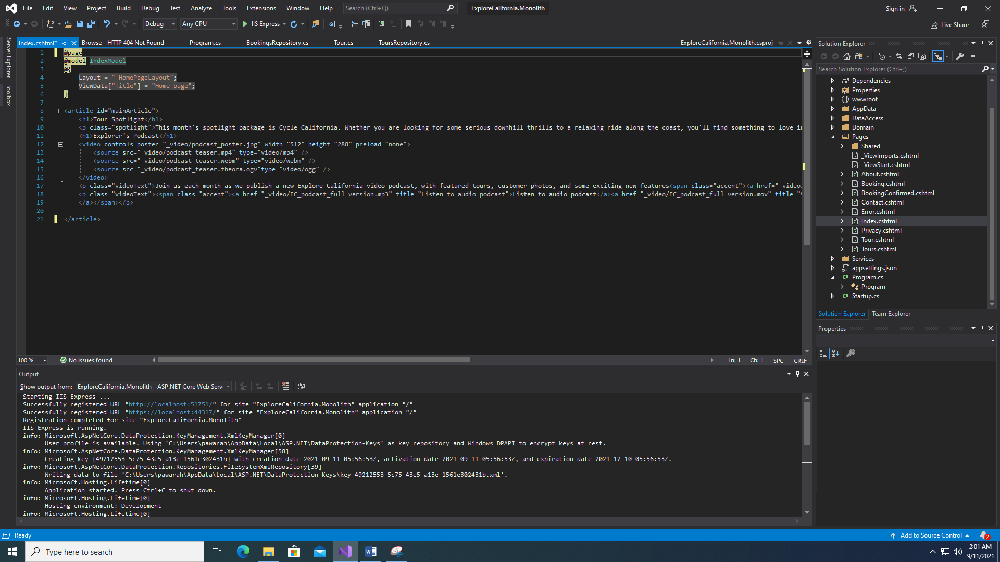 File Edit View Project Build Debug Test Analyze Tools Extensions Window Help Search (Ctrl+Q) ExploreCalifornia.Monolith Sign in
Debug Any CPU IIS Express Live Share
Server Explorer
Toolbox
Index.cshtml* Browse - HTTP 404 Not Found Program.cs BookingsRepository.cs Tour.cs ToursRepository.cs ExploreCalifornia.Monolith.csproj
1 @page
2 @model IndexModel
3 @{
4 Layout = "_HomePageLayout";
5 ViewData["Title"] = "Home page";
6 }
7
8 <article id="mainArticle">
9 <h1>Tour Spotlight</h1>
10 <p class="spotlight">This month's spotlight package is Cycle California. Whether you are looking for some serious downhill thrills to a relaxing ride along the coast, you'll find something to love in
11 <h1>Explorer's Podcast</h1>
12 <video controls poster="_video/podcast_poster.jpg" width="512" height="288" preload="none">
13 <source src="_video/podcast_teaser.mp4" type="video/mp4" />
14 <source src="_video/podcast_teaser.webm" type="video/webm" />
15 <source src="_video/podcast_teaser.theora.ogv"type="video/ogg" />
16 </video>
17 <p class="videoText">Join us each month as we publish a new Explore California video podcast, with featured tours, customer photos, and some exciting new features<span class="accent"><a href="_video/
18 <p class="videoText"><span class="accent"><a href="_video/EC_podcast_full version.mp3" title="Listen to audio podcast">Listen to audio podcast</a><a href="_video/EC_podcast_full version.mov" title="V
19 </a></span></p>
20
21 </article>
100 % No issues found Ln: 1 Ch: 1 SPC CRLF
Output
Show output from: ExploreCalifornia.Monolith - ASP.NET Core Web Serve
Starting IIS Express ...
Successfully registered URL "http://localhost:51751/" for site "ExploreCalifornia.Monolith" application "/"
Successfully registered URL "https://localhost:44317/" for site "ExploreCalifornia.Monolith" application "/"
Registration completed for site "ExploreCalifornia.Monolith"
IIS Express is running.
info: Microsoft.AspNetCore.DataProtection.KeyManagement.XmlKeyManager[0]
User profile is available. Using 'C:\Users\pawarah\AppData\Local\ASP.NET\DataProtection-Keys' as key repository and Windows DPAPI to encrypt keys at rest.
info: Microsoft.AspNetCore.DataProtection.KeyManagement.XmlKeyManager[58]
Creating key {49212553-5c75-43e5-a13e-1561e302431b} with creation date 2021-09-11 05:56:53Z, activation date 2021-09-11 05:56:53Z, and expiration date 2021-12-10 05:56:53Z.
info: Microsoft.AspNetCore.DataProtection.Repositories.FileSystemXmlRepository[39]
Writing data to file 'C:\Users\pawarah\AppData\Local\ASP.NET\DataProtection-Keys\key-49212553-5c75-43e5-a13e-1561e302431b.xml'.
info: Microsoft.Hosting.Lifetime[0]
Application started. Press Ctrl+C to shut down.
info: Microsoft.Hosting.Lifetime[0]
Hosting environment: Development
info: Microsoft.Hosting.Lifetime[0]
Solution Explorer
Search Solution Explorer (Ctrl+;)
Dependencies
Properties
wwwroot
AppData
DataAccess
Domain
Pages
Shared
_ViewImports.cshtml
_ViewStart.cshtml
About.cshtml
Booking.cshtml
BookingConfirmed.cshtml
Contact.cshtml
Error.cshtml
Index.cshtml
Privacy.cshtml
Tour.cshtml
Tours.cshtml
Services
appsettings.json
C# Program.cs
Program
C# Startup.cs
Solution Explorer Team Explorer
Properties
Ready Add to Source Control 2
Type here to search 2:01 AM
9/11/2021